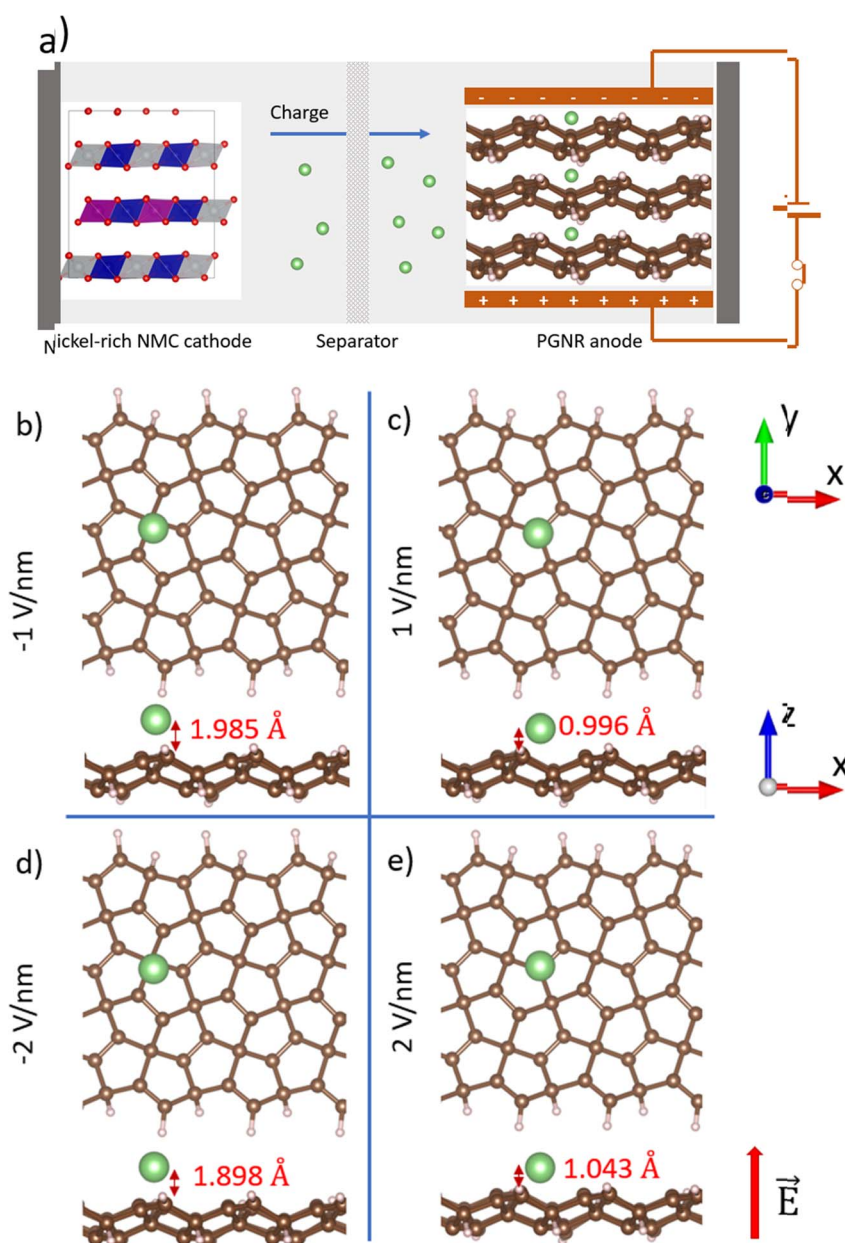 a)
- - - - - - - -
Charge
+ + + + + + + +
Nickel-rich NMC cathode
Separator
PGNR anode
b)
c)
y
x
-1 V/nm
1 V/nm
1.985 Å
0.996 Å
z
x
d)
e)
-2 V/nm
2 V/nm
1.898 Å
1.043 Å
E